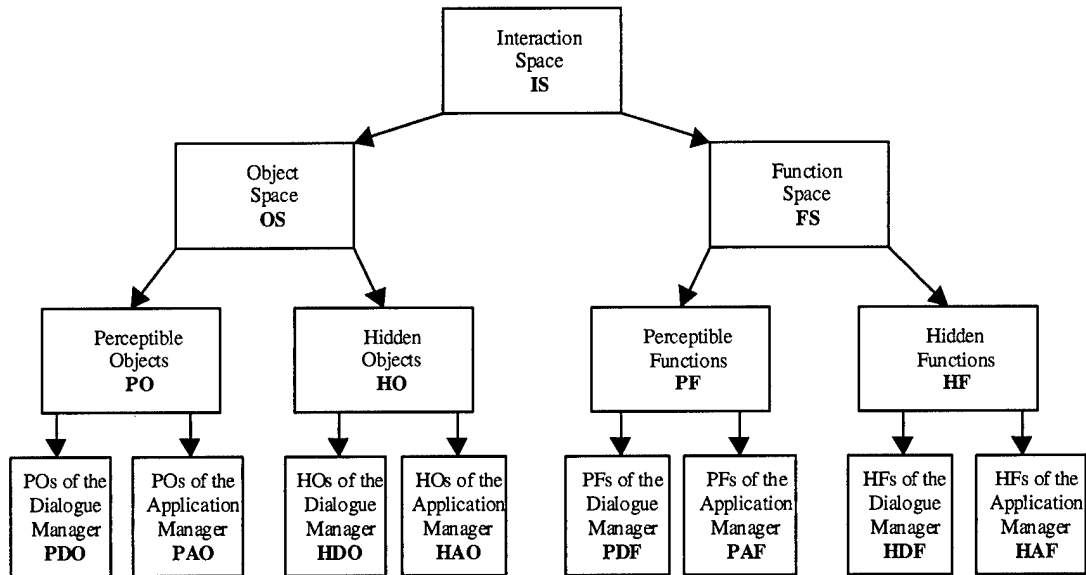 Interaction
Space
IS
Object
Space
OS
Function
Space
FS
Perceptible
Objects
PO
Hidden
Objects
HO
Perceptible
Functions
PF
Hidden
Functions
HF
POs of the
Dialogue
Manager
PDO
POs of the
Application
Manager
PAO
HOs of the
Dialogue
Manager
HDO
HOs of the
Application
Manager
HAO
PFs of the
Dialogue
Manager
PDF
PFs of the
Application
Manager
PAF
HFs of the
Dialogue
Manager
HDF
HFs of the
Application
Manager
HAF